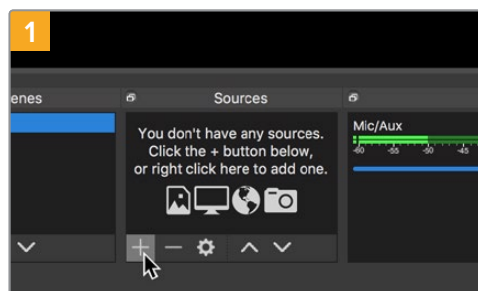 1
enes
Sources
You don't have any sources.
Click the + button below,
or right click here to add one.
Mic/Aux
-60 -55 -50 -45